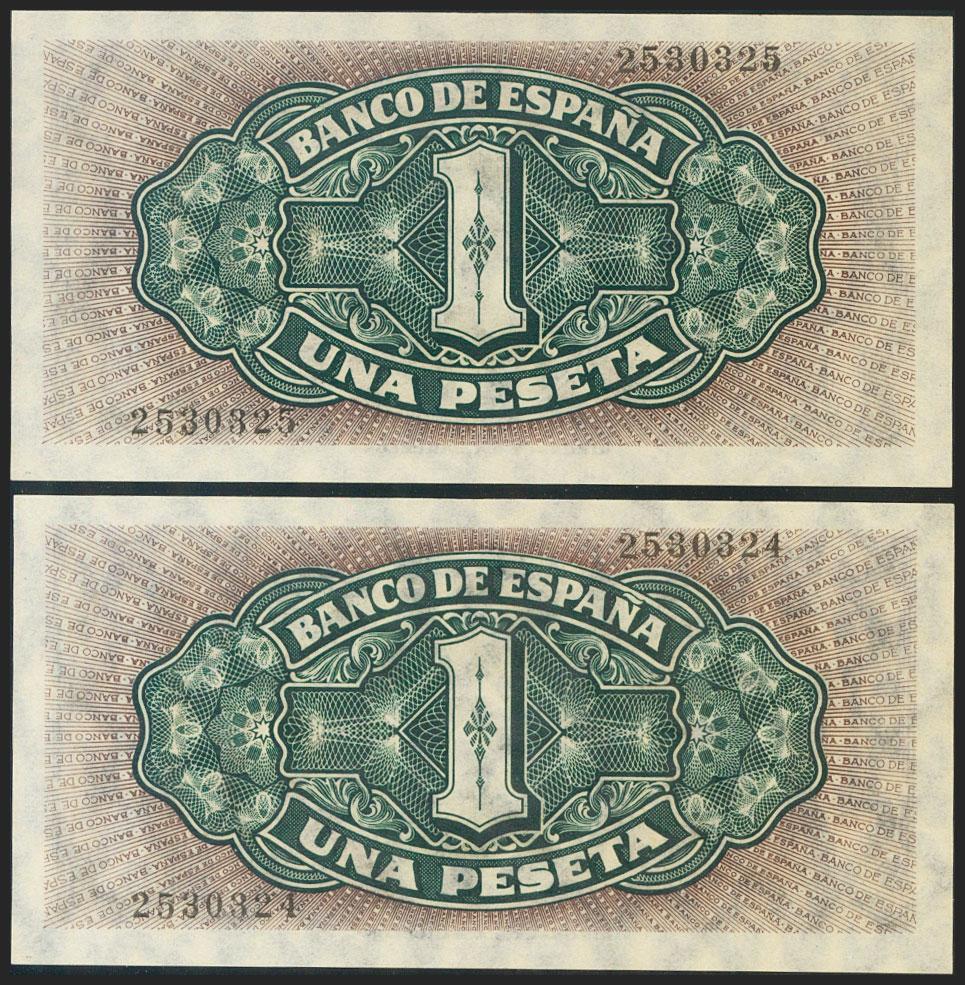 2530325
BANCO DE ESPAÑA
1
UNA PESETA
2530325
2530324
BANCO DE ESPAÑA
1
UNA PESETA
2530324